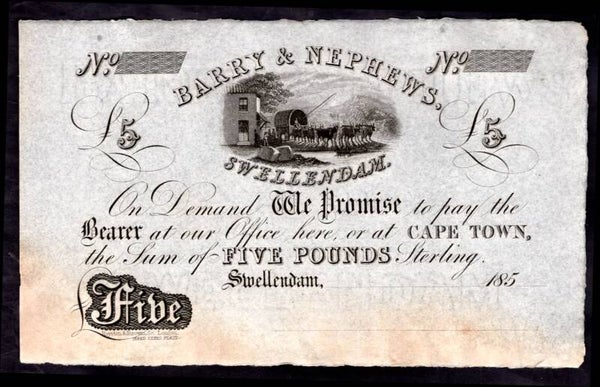 No No
BARRY & NEPHEWS,
£5 £5
SWELLENDAM.
On Demand We Promise to pay the
Bearer at our Office here, or at CAPE TOWN,
the Sum of FIVE POUNDS Sterling.
Swellendam, 185
Five